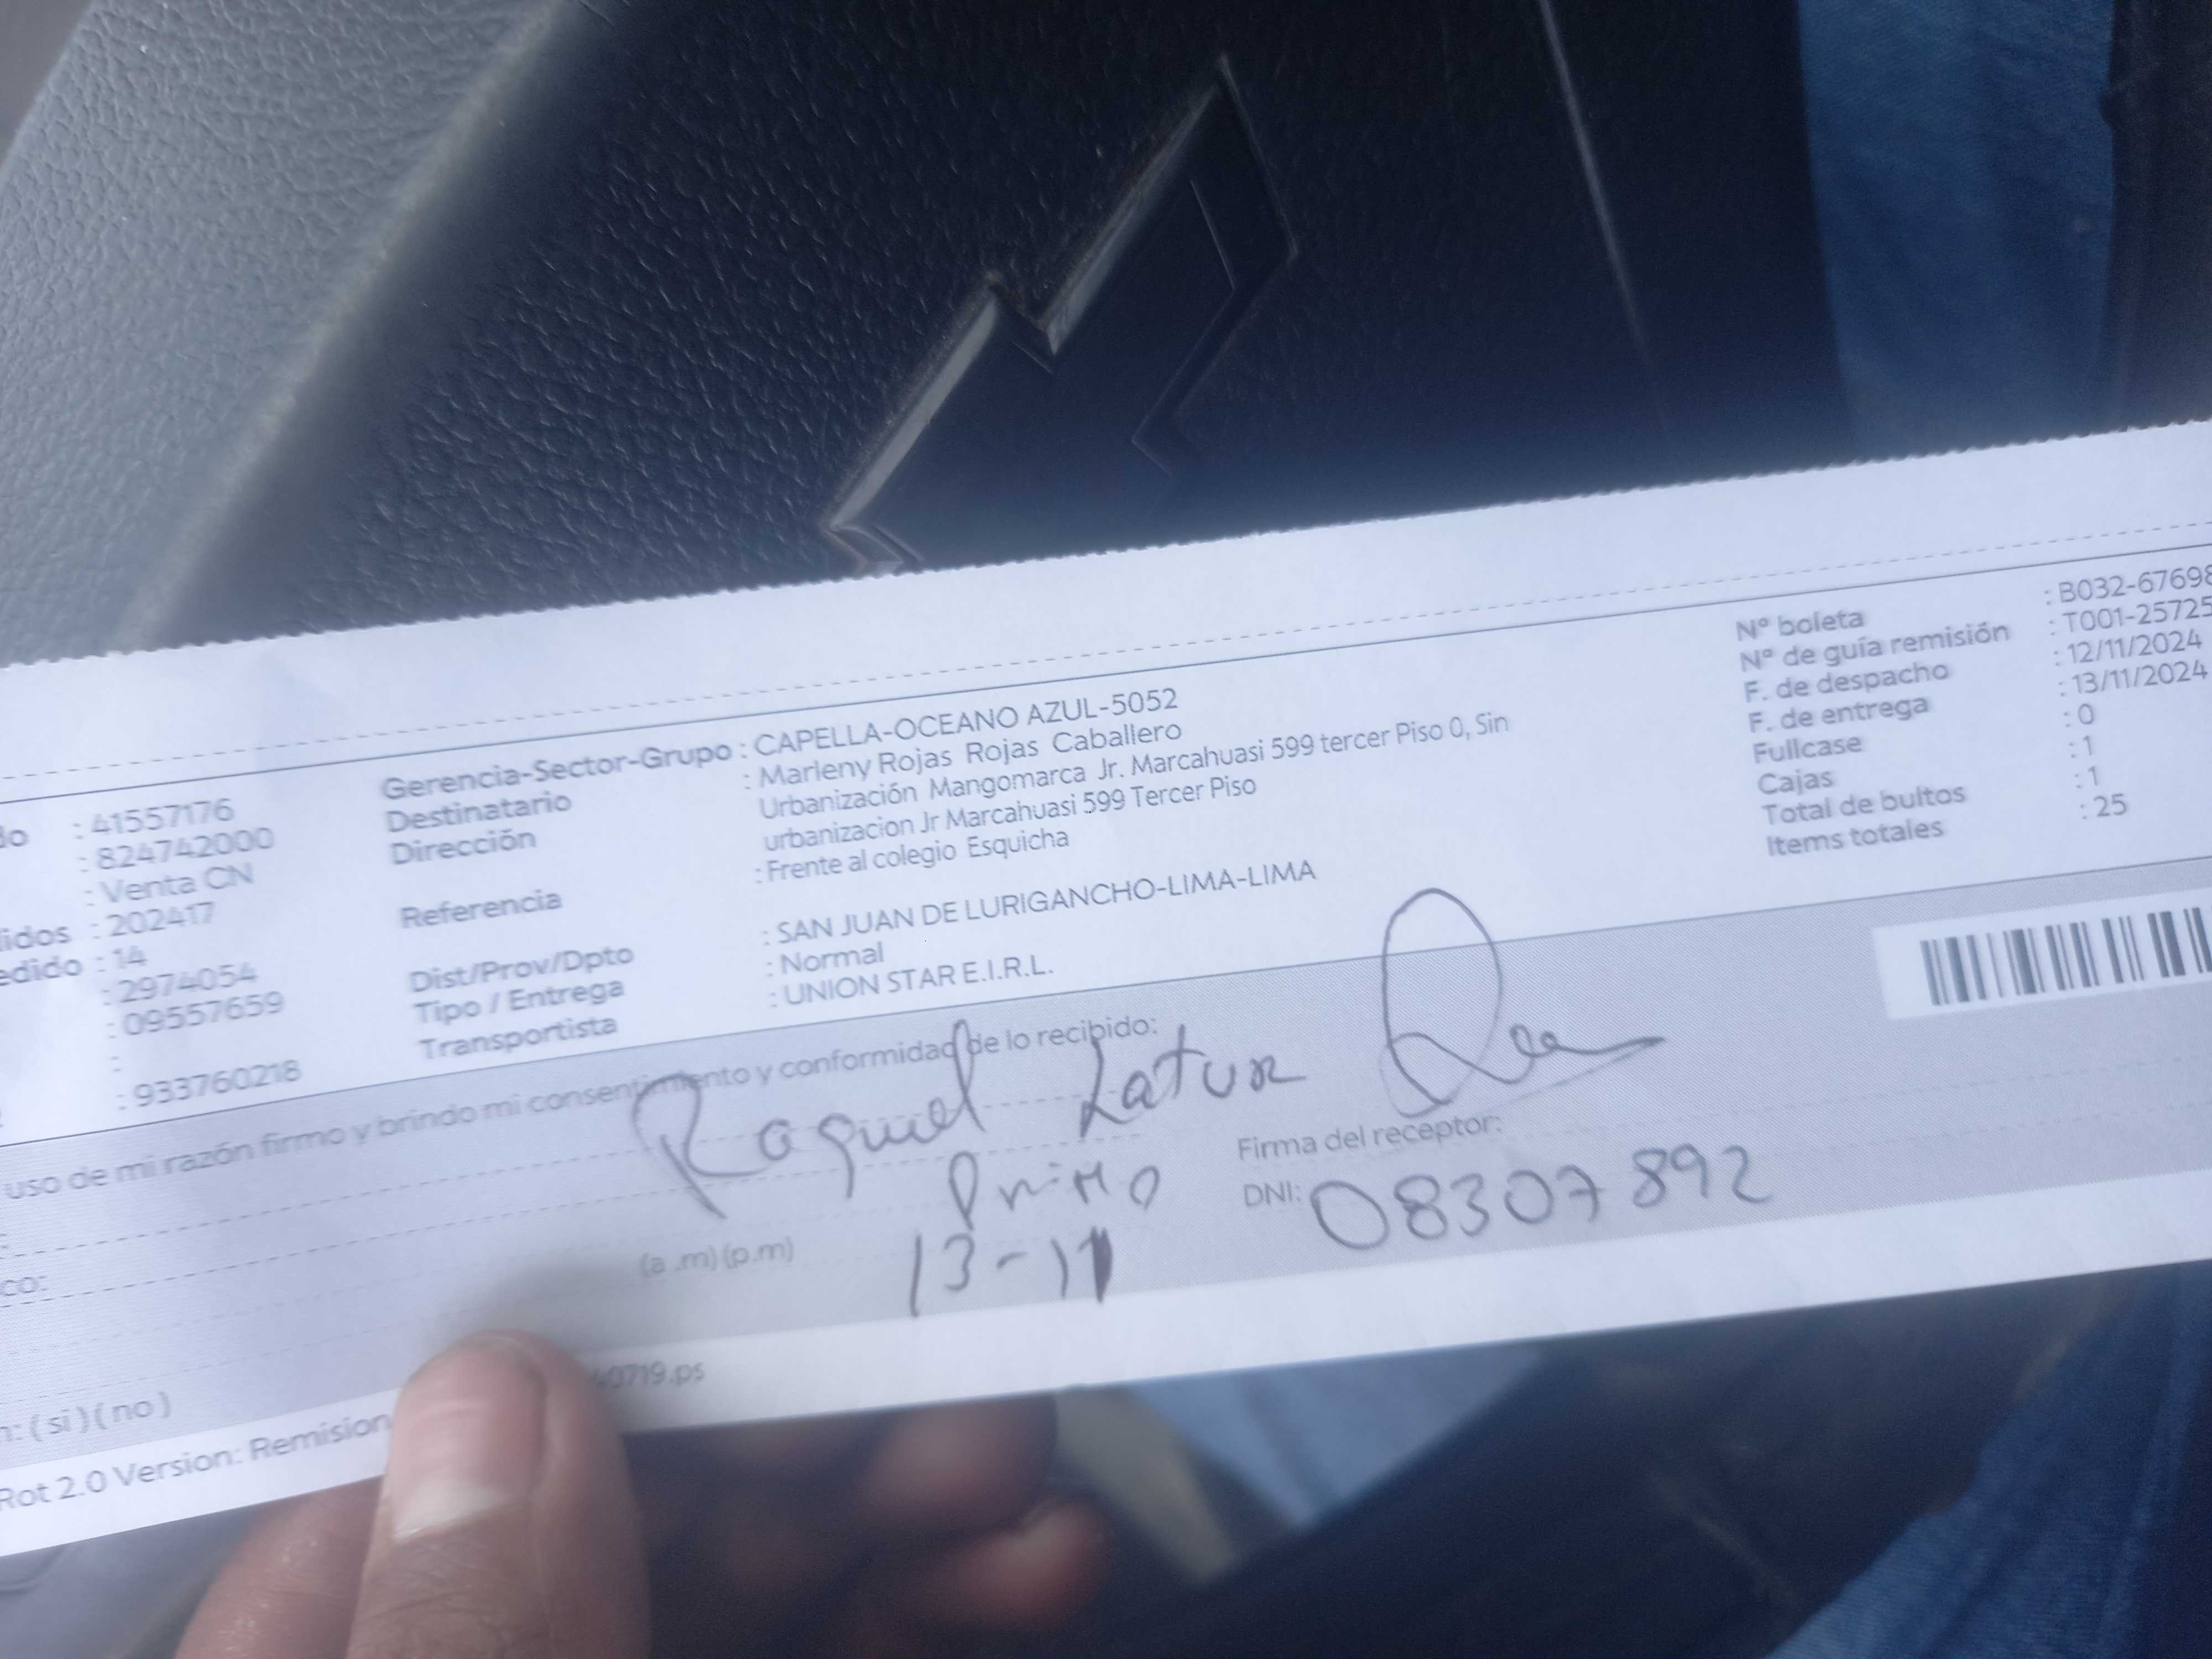 do : 41557176
: 824742000
: Venta CN
idos : 202417
edido : 14
: 2974054
: 09557659
:
: 933760218
Gerencia-Sector-Grupo : CAPELLA-OCEANO AZUL-5052
Destinatario : Marleny Rojas Rojas Caballero
Dirección Urbanización Mangomarca Jr. Marcahuasi 599 tercer Piso 0, Sin
urbanizacion Jr Marcahuasi 599 Tercer Piso
Referencia : Frente al colegio Esquicha
Dist/Prov/Dpto : SAN JUAN DE LURIGANCHO-LIMA-LIMA
Tipo / Entrega : Normal
Transportista : UNION STAR E.I.R.L.
N° boleta : B032-67698
N° de guía remisión : T001-25725
F. de despacho : 12/11/2024
F. de entrega : 13/11/2024
Fullcase : 0
Cajas : 1
Total de bultos : 1
Items totales : 25
uso de mi razón firmo y brindo mi consentimiento y conformidad de lo recibido:
Raquel
Firma del receptor:
Primo
DNI: 08307892
co:
(a .m) (p.m) 13-11
n: ( si ) ( no )
Rot 2.0 Version: Remision 40719.ps